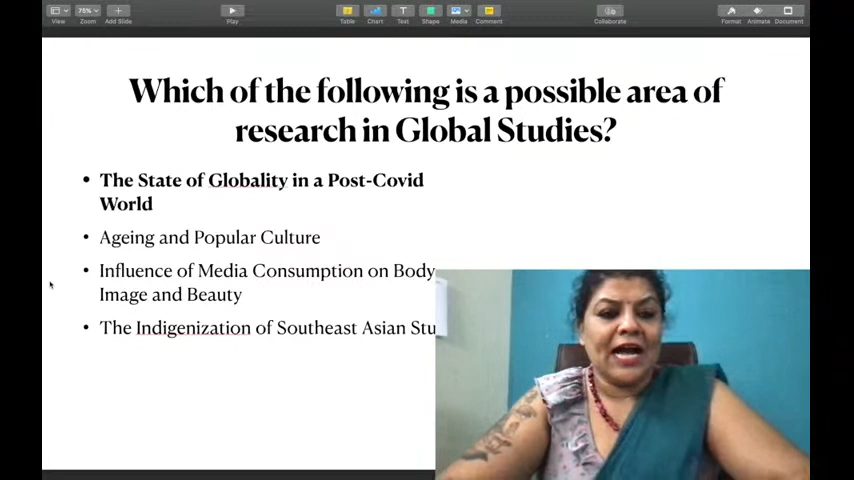 View
75%
Zoom
Add Slide
Play
Table
Chart
T
Text
Shape
Media
Comment
Collaborate
Format
Animate
Document
Which of the following is a possible area of
research in Global Studies?
• The State of Globality in a Post-Covid
World
• Ageing and Popular Culture
• Influence of Media Consumption on Body
Image and Beauty
• The Indigenization of Southeast Asian Stu